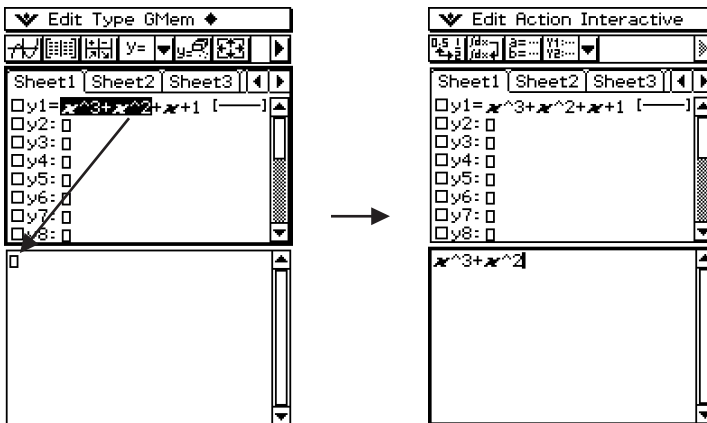 Edit Type GMem
y=
Sheet1 Sheet2 Sheet3
y1=x^3+x^2+x+1 [—]
y2:
y3:
y4:
y5:
y6:
y7:
y8:
Edit Action Interactive
Sheet1 Sheet2 Sheet3
y1=x^3+x^2+x+1 [—]
y2:
y3:
y4:
y5:
y6:
y7:
y8:
x^3+x^2